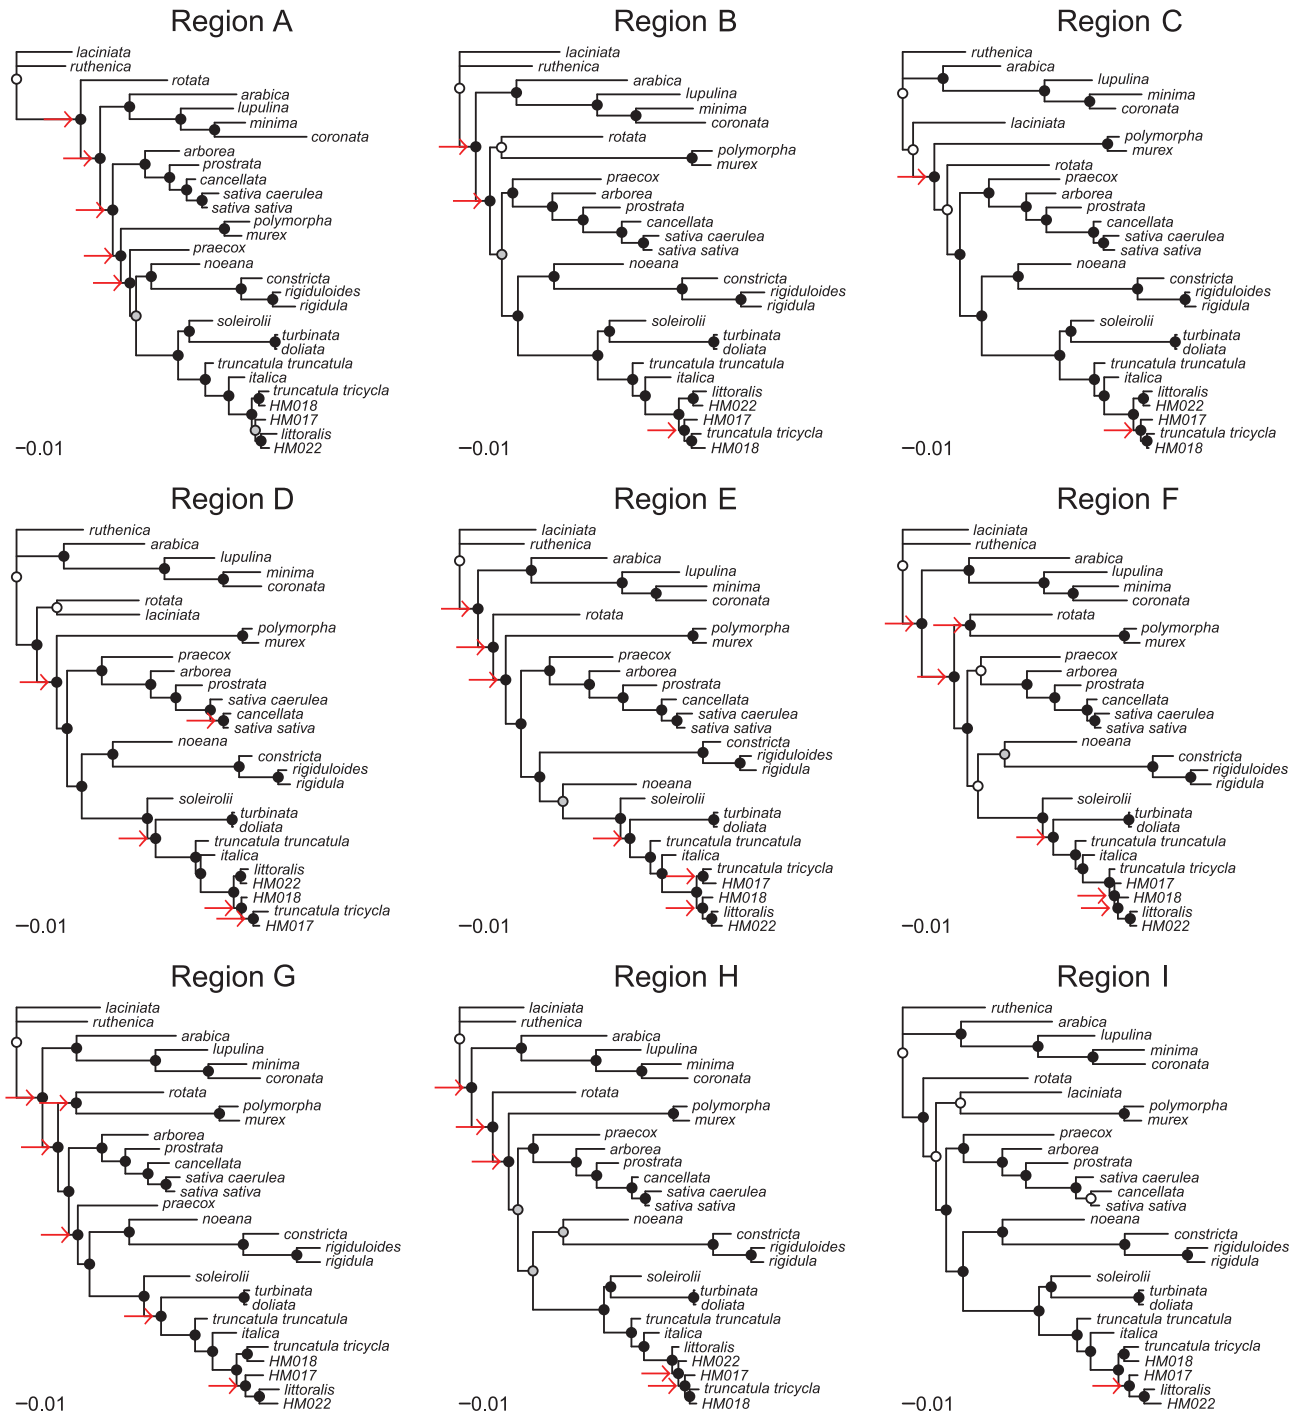 Region A
laciniata
ruthenica
rotata
arabica
lupulina
minima
coronata
arborea
prostrata
cancellata
sativa caerulea
sativa sativa
polymorpha
murex
praecox
noeana
constricta
rigiduloides
rigidula
soleirolii
turbinata
doliata
truncatula truncatula
italica
truncatula tricycla
HM018
HM017
littoralis
HM022
−0.01
Region B
laciniata
ruthenica
arabica
lupulina
minima
coronata
rotata
polymorpha
murex
praecox
arborea
prostrata
cancellata
sativa caerulea
sativa sativa
noeana
constricta
rigiduloides
rigidula
soleirolii
turbinata
doliata
truncatula truncatula
italica
littoralis
HM022
HM017
truncatula tricycla
HM018
−0.01
Region C
ruthenica
arabica
lupulina
minima
coronata
laciniata
polymorpha
murex
rotata
praecox
arborea
prostrata
cancellata
sativa caerulea
sativa sativa
noeana
constricta
rigiduloides
rigidula
soleirolii
turbinata
doliata
truncatula truncatula
italica
littoralis
HM022
HM017
truncatula tricycla
HM018
−0.01
Region D
ruthenica
arabica
lupulina
minima
coronata
rotata
laciniata
polymorpha
murex
praecox
arborea
prostrata
sativa caerulea
cancellata
sativa sativa
noeana
constricta
rigiduloides
rigidula
soleirolii
turbinata
doliata
truncatula truncatula
italica
littoralis
HM022
HM018
truncatula tricycla
HM017
−0.01
Region E
laciniata
ruthenica
arabica
lupulina
minima
coronata
rotata
polymorpha
murex
praecox
arborea
prostrata
cancellata
sativa caerulea
sativa sativa
constricta
rigiduloides
rigidula
noeana
soleirolii
turbinata
doliata
truncatula truncatula
italica
truncatula tricycla
HM017
HM018
littoralis
HM022
−0.01
Region F
laciniata
ruthenica
arabica
lupulina
minima
coronata
rotata
polymorpha
murex
praecox
arborea
prostrata
cancellata
sativa caerulea
sativa sativa
noeana
constricta
rigiduloides
rigidula
soleirolii
turbinata
doliata
truncatula truncatula
italica
truncatula tricycla
HM017
HM018
littoralis
HM022
−0.01
Region G
laciniata
ruthenica
arabica
lupulina
minima
coronata
rotata
polymorpha
murex
arborea
prostrata
cancellata
sativa caerulea
sativa sativa
praecox
noeana
constricta
rigiduloides
rigidula
soleirolii
turbinata
doliata
truncatula truncatula
italica
truncatula tricycla
HM018
HM017
littoralis
HM022
−0.01
Region H
laciniata
ruthenica
arabica
lupulina
minima
coronata
rotata
polymorpha
murex
praecox
arborea
prostrata
cancellata
sativa caerulea
sativa sativa
noeana
constricta
rigiduloides
rigidula
soleirolii
turbinata
doliata
truncatula truncatula
italica
littoralis
HM022
HM017
truncatula tricycla
HM018
−0.01
Region I
ruthenica
arabica
lupulina
minima
coronata
rotata
laciniata
polymorpha
murex
praecox
arborea
prostrata
sativa caerulea
cancellata
sativa sativa
noeana
constricta
rigiduloides
rigidula
soleirolii
turbinata
doliata
truncatula truncatula
italica
truncatula tricycla
HM018
HM017
littoralis
HM022
−0.01